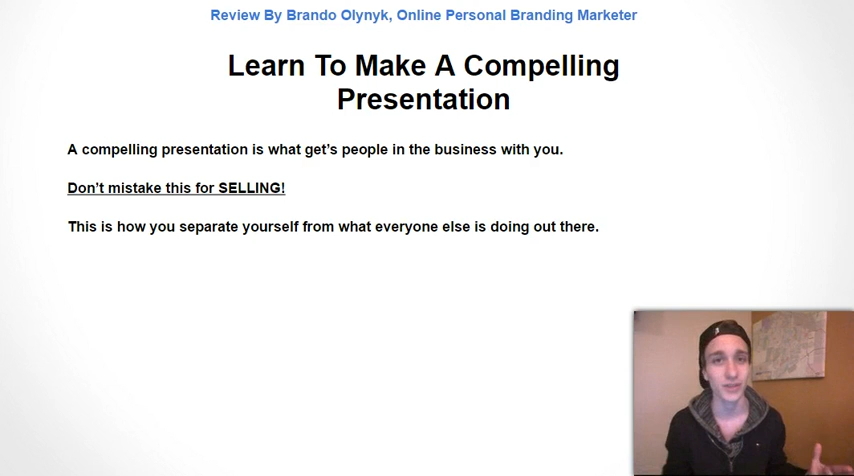 Review By Brando Olynyk, Online Personal Branding Marketer
Learn To Make A Compelling
Presentation
A compelling presentation is what get's people in the business with you.
Don't mistake this for SELLING!
This is how you separate yourself from what everyone else is doing out there.